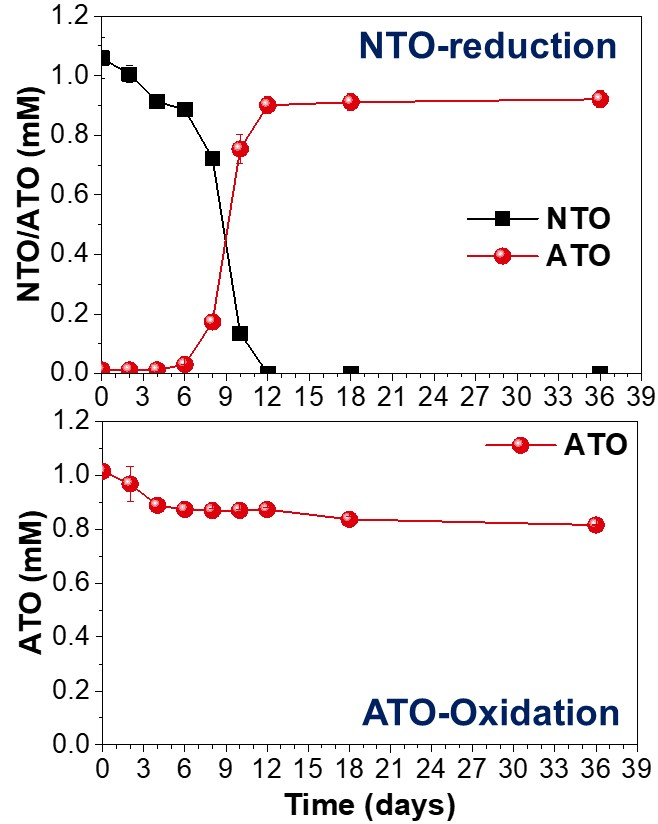 NTO-reduction
NTO/ATO (mM)
1.2
1.0
0.8
0.6
0.4
0.2
0.0
NTO
ATO
0 3 6 9 12 15 18 21 24 27 30 33 36 39
ATO
ATO (mM)
1.2
1.0
0.8
0.6
0.4
0.2
0.0
ATO-Oxidation
0 3 6 9 12 15 18 21 24 27 30 33 36 39
Time (days)